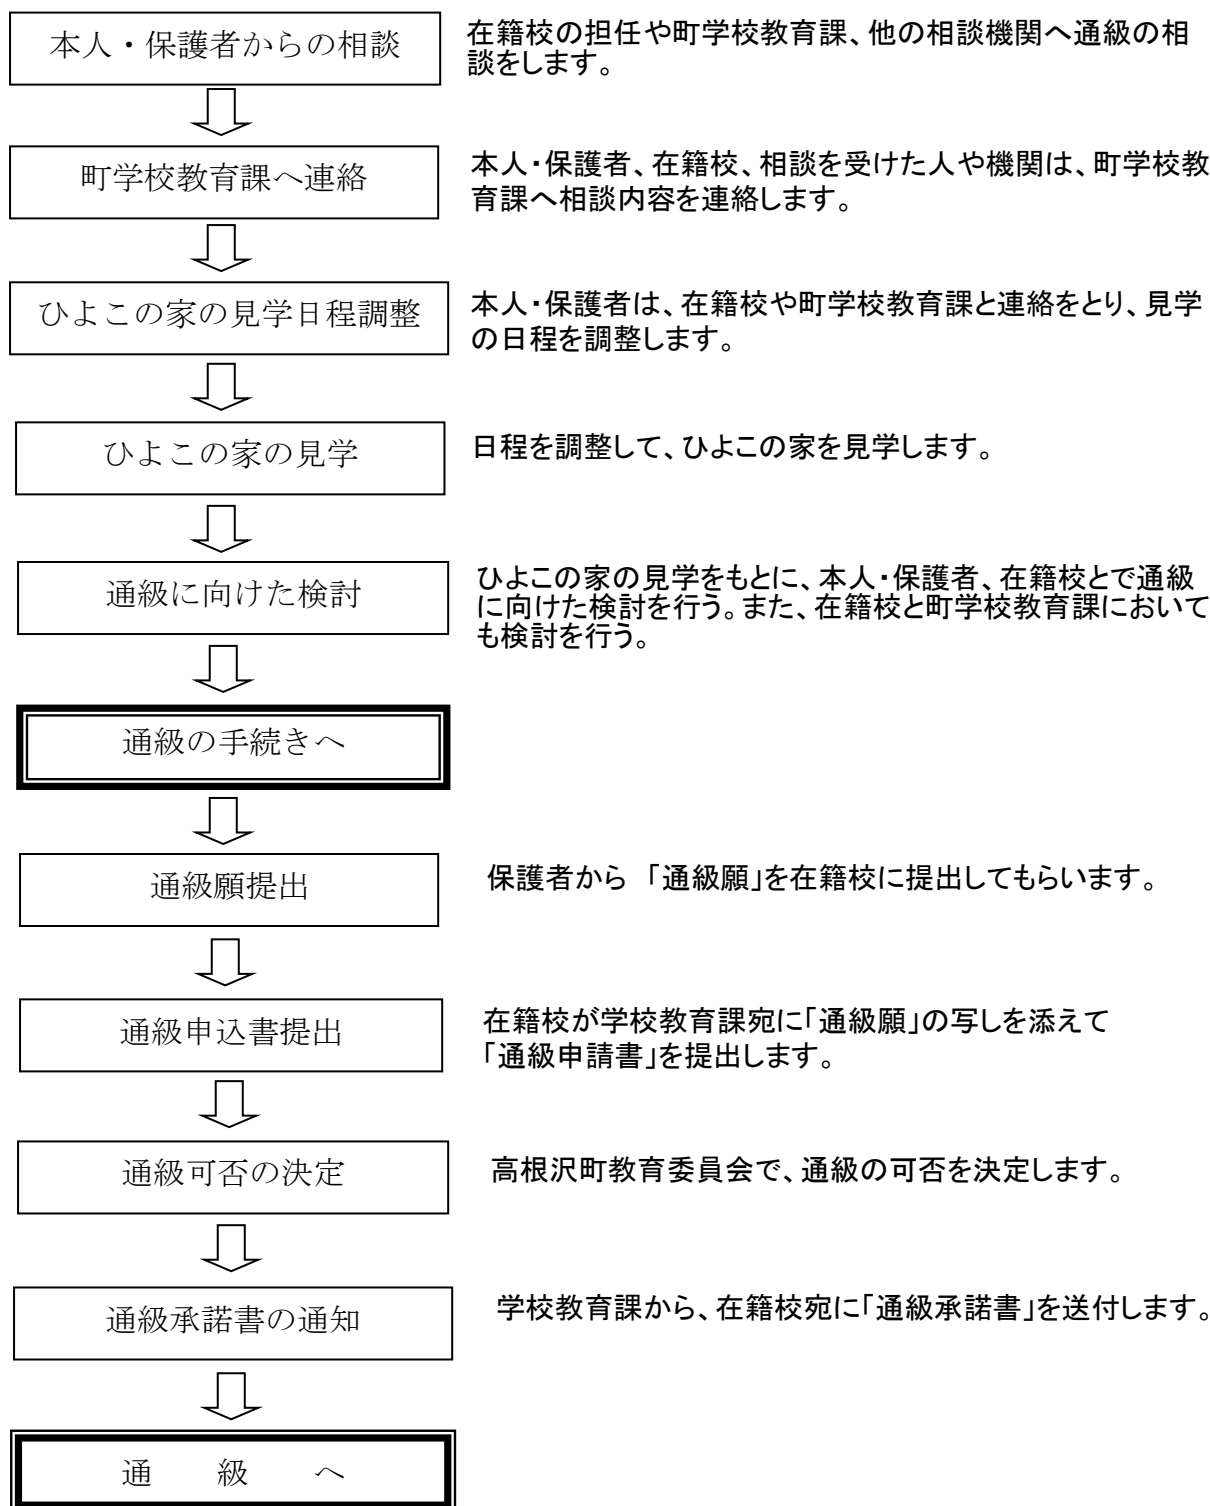 本人・保護者からの相談
在籍校の担任や町学校教育課、他の相談機関へ通級の相
談をします。
町学校教育課へ連絡
本人・保護者、在籍校、相談を受けた人や機関は、町学校教
育課へ相談内容を連絡します。
ひよこの家の見学日程調整
本人・保護者は、在籍校や町学校教育課と連絡をとり、見学
の日程を調整します。
ひよこの家の見学
日程を調整して、ひよこの家を見学します。
通級に向けた検討
ひよこの家の見学をもとに、本人・保護者、在籍校とで通級
に向けた検討を行う。また、在籍校と町学校教育課において
も検討を行う。
通級の手続きへ
通級願提出
保護者から 「通級願」を在籍校に提出してもらいます。
通級申込書提出
在籍校が学校教育課宛に「通級願」の写しを添えて
「通級申請書」を提出します。
通級可否の決定
高根沢町教育委員会で、通級の可否を決定します。
通級承諾書の通知
学校教育課から、在籍校宛に「通級承諾書」を送付します。
通 級 へ